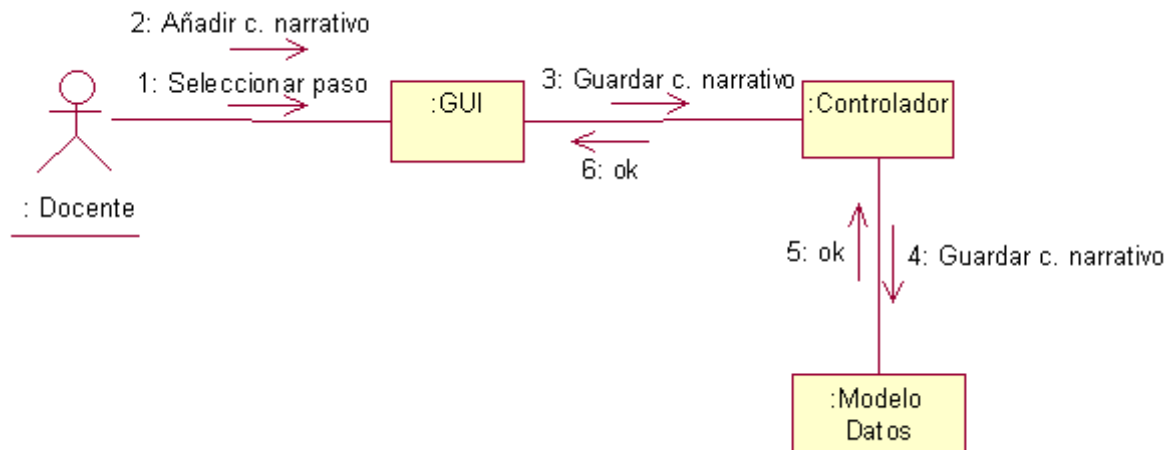 2: Añadir c. narrativo
1: Seleccionar paso
:GUI
3: Guardar c. narrativo
:Controlador
6: ok
: Docente
5: ok
4: Guardar c. narrativo
:Modelo
Datos